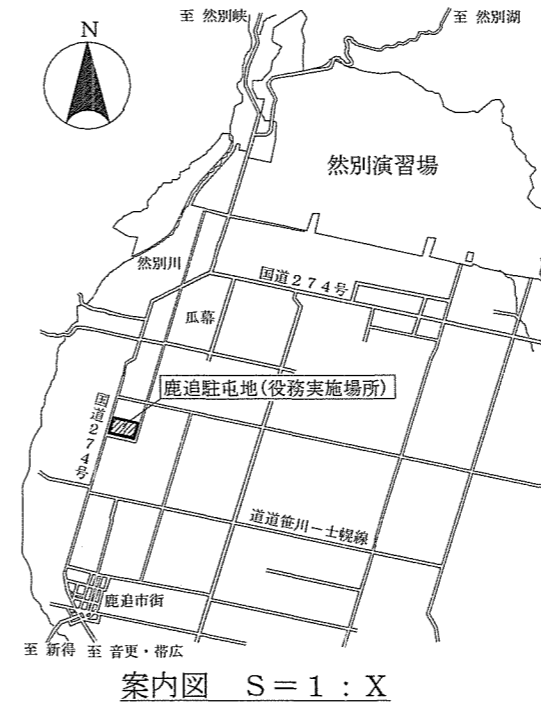 至 然別峡
至 然別湖
N
然別演習場
然別川
国道274号
瓜幕
鹿追駐屯地(役務実施場所)
国道274号
道道笹川－士幌線
鹿追市街
至 新得
至 音更・帯広
案内図 S＝1：X